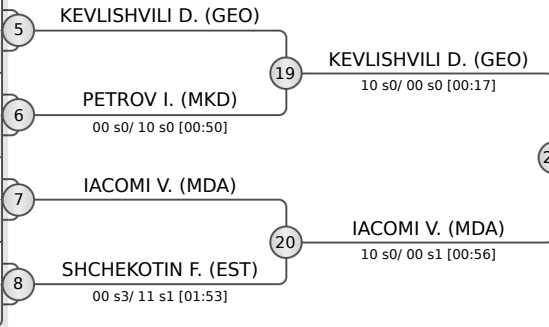 5
KEVLISHVILI D. (GEO)
19
KEVLISHVILI D. (GEO)
10 s0/ 00 s0 [00:17]
6
PETROV I. (MKD)
00 s0/ 10 s0 [00:50]
7
IACOMI V. (MDA)
20
IACOMI V. (MDA)
10 s0/ 00 s1 [00:56]
8
SHCHEKOTIN F. (EST)
00 s3/ 11 s1 [01:53]